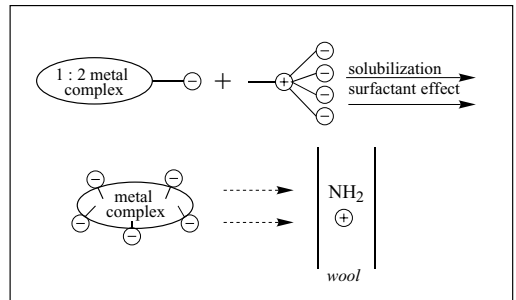 1 : 2 metal
complex
−
+
+
−
−
−
−
solubilization
surfactant effect
−
−
metal
complex
−
−
−
NH2
+
wool